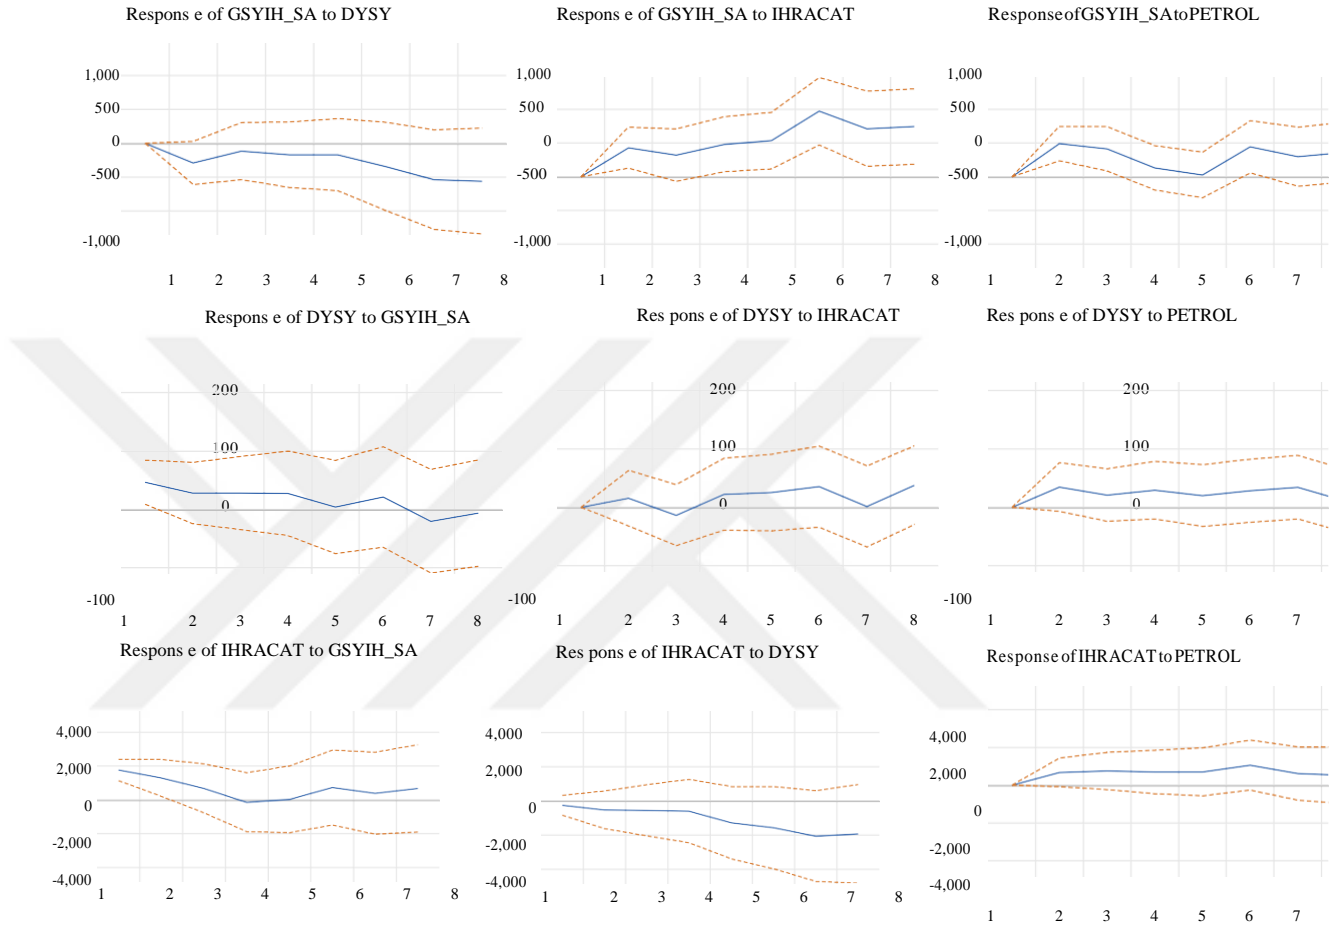 Respons e of GSYIH_SA to DYSY
1,000
500
0
-500
-1,000
1 2 3 4 5 6 7 8
Respons e of GSYIH_SA to IHRACAT
1,000
500
0
-500
-1,000
1 2 3 4 5 6 7 8
Response of GSYIH_SA to PETROL
1,000
500
0
-500
-1,000
1 2 3 4 5 6 7
Respons e of DYSY to GSYIH_SA
200
100
0
-100
1 2 3 4 5 6 7 8
Res pons e of DYSY to IHRACAT
200
100
0
-100
1 2 3 4 5 6 7 8
Res pons e of DYSY to PETROL
200
100
0
-100
1 2 3 4 5 6 7
Respons e of IHRACAT to GSYIH_SA
4,000
2,000
0
-2,000
-4,000
1 2 3 4 5 6 7 8
Res pons e of IHRACAT to DYSY
4,000
2,000
0
-2,000
-4,000
1 2 3 4 5 6 7 8
Response of IHRACAT to PETROL
4,000
2,000
0
-2,000
-4,000
1 2 3 4 5 6 7